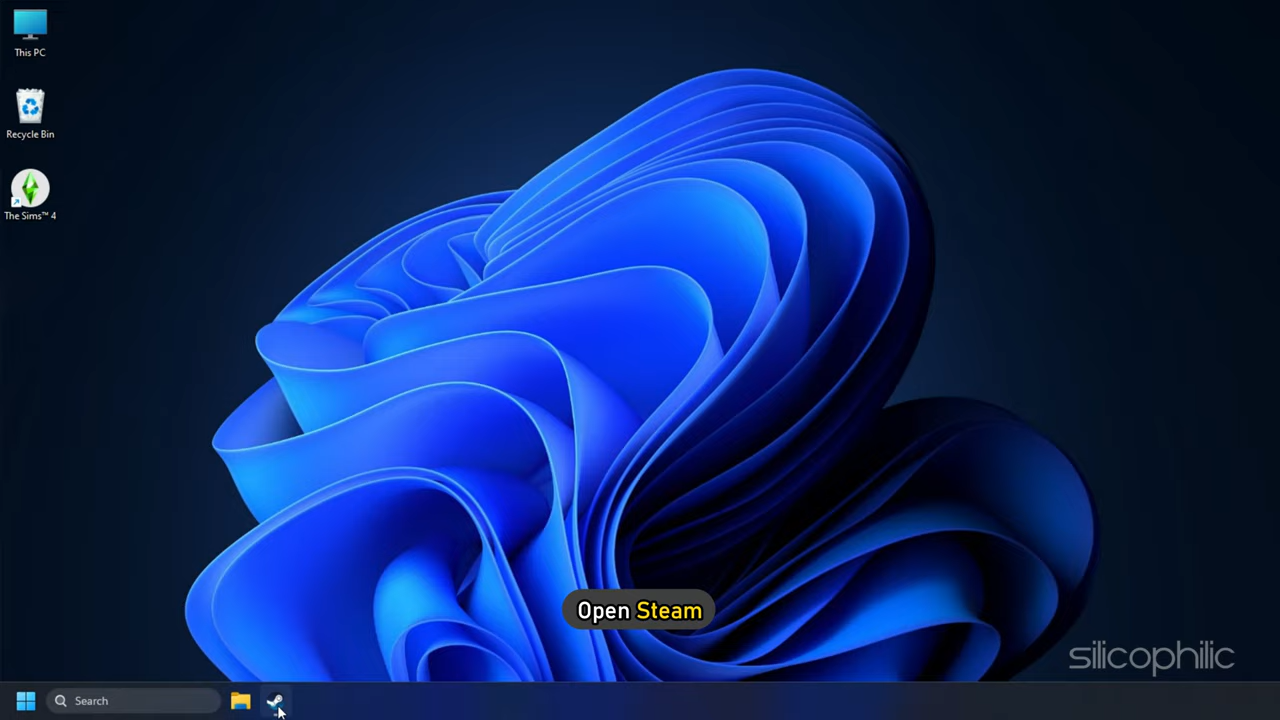 This PC
Recycle Bin
The Sims™ 4
Open Steam
silicophilic
Search